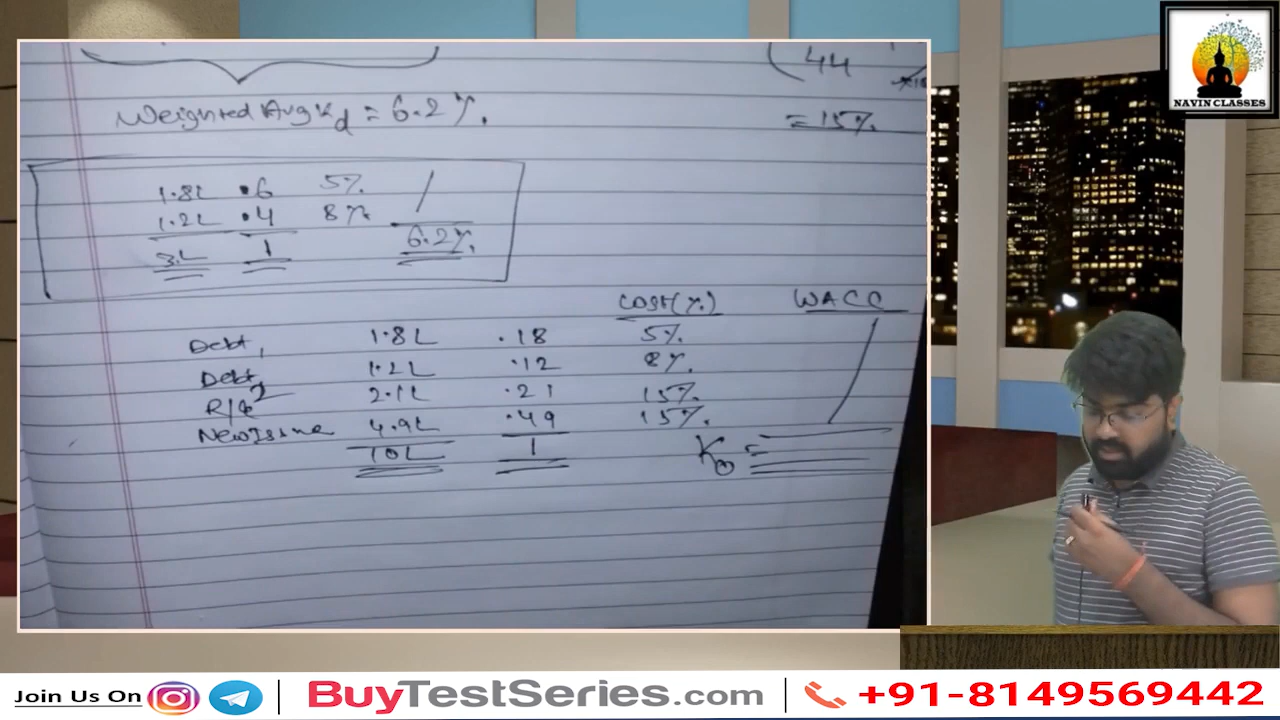 44
Weighted Avg Kd = 6.2%.
= 15%.
1.8L .6 5%.
1.2L .4 8%.
3L 1 6.2%.
Cost(%) WACC
Debt1 1.8L .18 5%.
Debt2 1.2L .12 8%.
R/E 2.1L .21 15%.
New Issue 4.9L .49 15%.
10L 1 Ko =
NAVIN CLASSES
Join Us On BuyTestSeries.com +91-8149569442